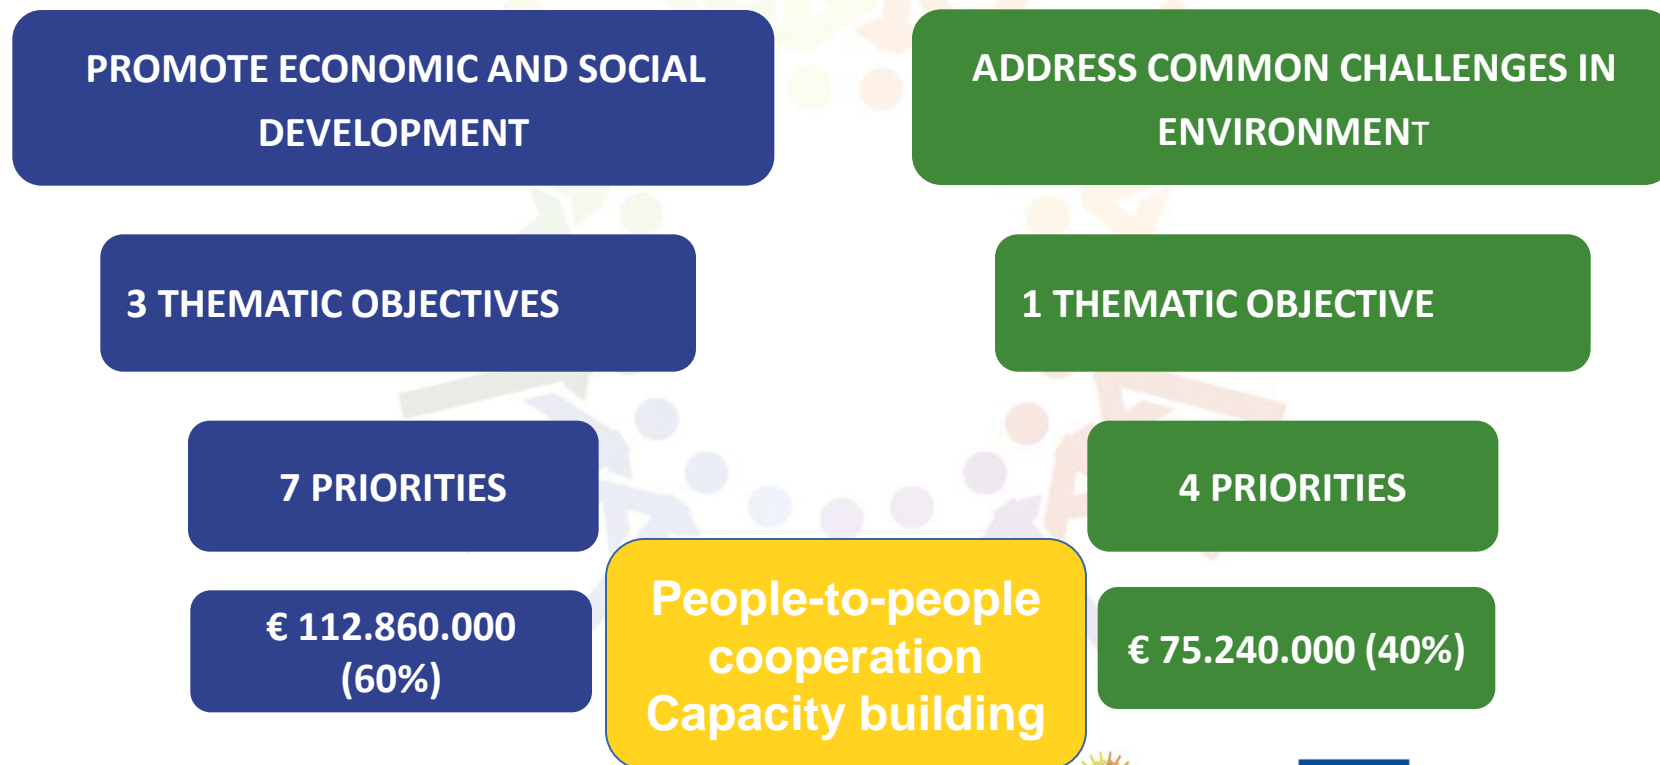 PROMOTE ECONOMIC AND SOCIAL
DEVELOPMENT
3 THEMATIC OBJECTIVES
7 PRIORITIES
€ 112.860.000
(60%)
ADDRESS COMMON CHALLENGES IN
ENVIRONMENT
1 THEMATIC OBJECTIVE
4 PRIORITIES
€ 75.240.000 (40%)
People-to-people
cooperation
Capacity building